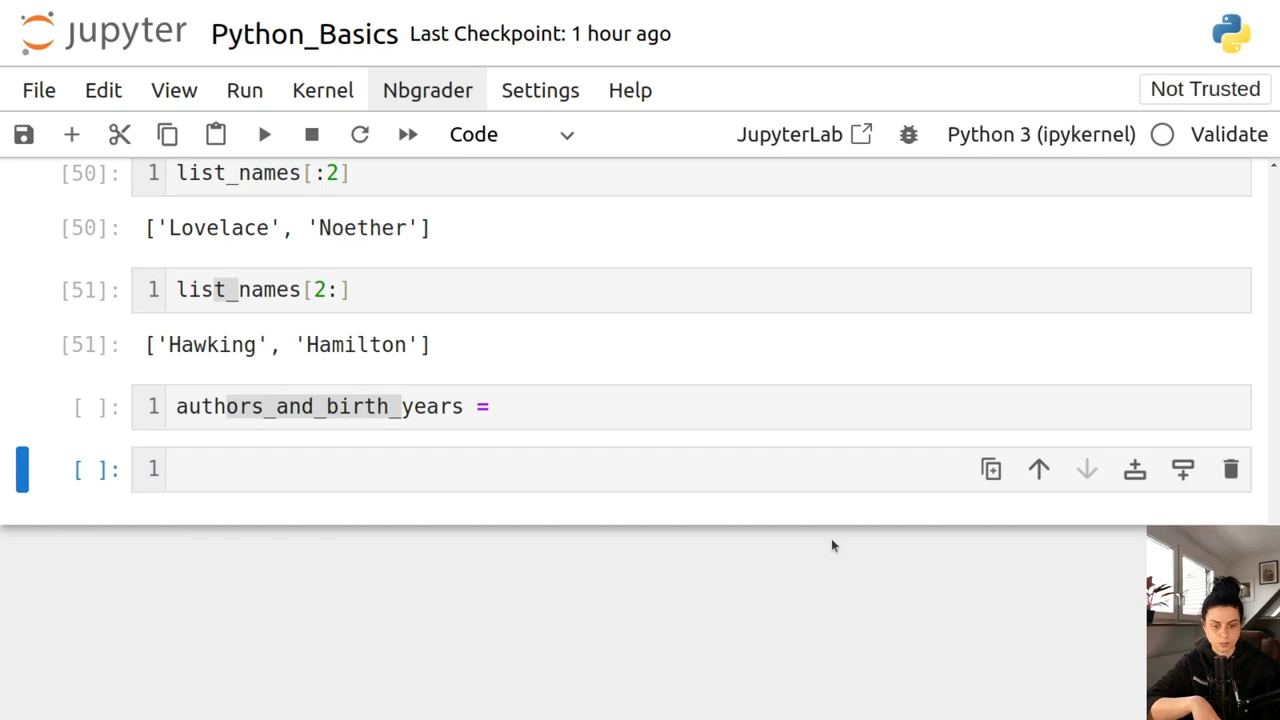 jupyter Python_Basics Last Checkpoint: 1 hour ago
File Edit View Run Kernel Nbgrader Settings Help Not Trusted
Code JupyterLab Python 3 (ipykernel) Validate
[50]: 1 list_names[:2]
[50]: ['Lovelace', 'Noether']
[51]: 1 list_names[2:]
[51]: ['Hawking', 'Hamilton']
[ ]: 1 authors_and_birth_years =
[ ]: 1